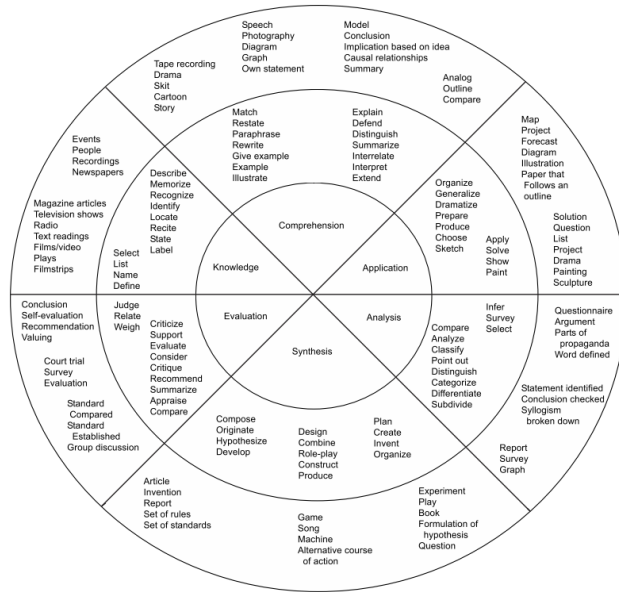 Speech
Photography
Diagram
Graph
Own statement
Model
Conclusion
Implication based on idea
Causal relationships
Summary
Tape recording
Drama
Skit
Cartoon
Story
Analog
Outline
Compare
Match
Restate
Paraphrase
Rewrite
Give example
Example
Illustrate
Explain
Defend
Distinguish
Summarize
Interrelate
Interpret
Extend
Comprehension
Events
People
Recordings
Newspapers
Magazine articles
Television shows
Radio
Text readings
Films/video
Plays
Filmstrips
Describe
Memorize
Recognize
Identify
Locate
Recite
State
Label
Select
List
Name
Define
Knowledge
Map
Project
Forecast
Diagram
Illustration
Paper that
Follows an
outline
Solution
Question
List
Project
Drama
Painting
Sculpture
Organize
Generalize
Dramatize
Prepare
Produce
Choose
Sketch
Apply
Solve
Show
Paint
Application
Evaluation
Judge
Relate
Weigh
Criticize
Support
Evaluate
Consider
Critique
Recommend
Summarize
Appraise
Compare
Conclusion
Self-evaluation
Recommendation
Valuing
Court trial
Survey
Evaluation
Standard
Compared
Standard
Established
Group discussion
Analysis
Infer
Survey
Select
Compare
Analyze
Classify
Point out
Distinguish
Categorize
Differentiate
Subdivide
Questionnaire
Argument
Parts of
propaganda
Word defined
Statement identified
Conclusion checked
Syllogism
broken down
Report
Survey
Graph
Synthesis
Compose
Originate
Hypothesize
Develop
Design
Combine
Role-play
Construct
Produce
Plan
Create
Invent
Organize
Article
Invention
Report
Set of rules
Set of standards
Game
Song
Machine
Alternative course
of action
Experiment
Play
Book
Formulation of
hypothesis
Question